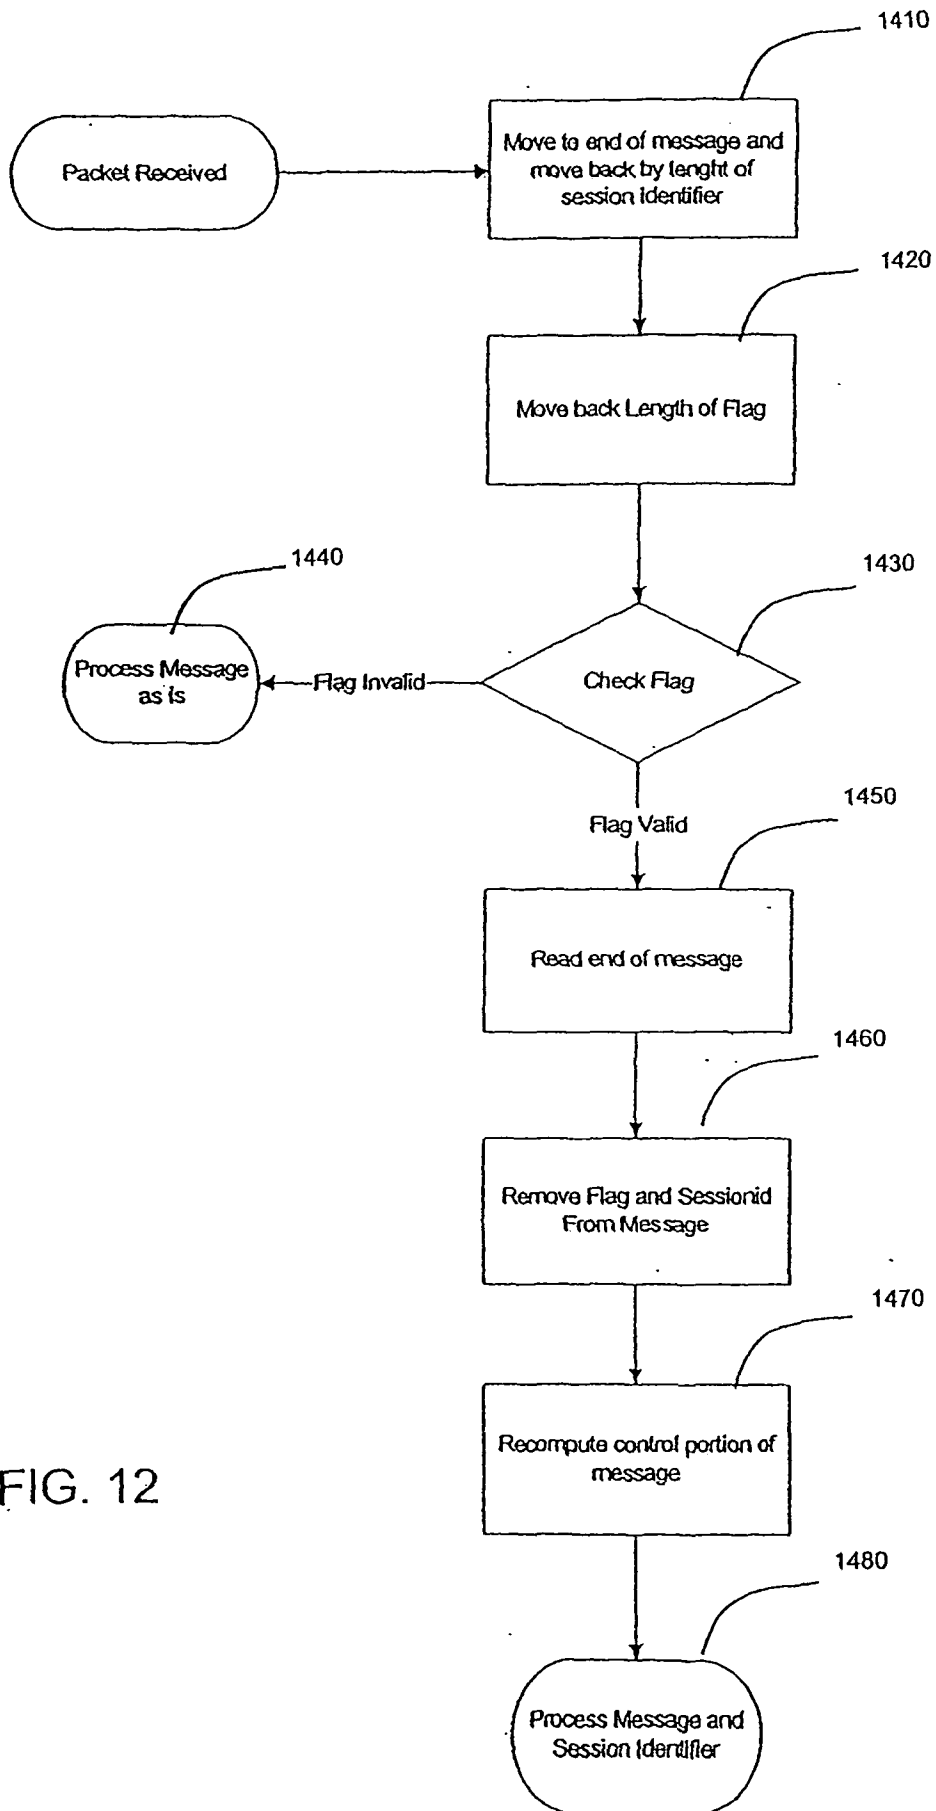 1410
Packet Received
Move to end of message and
move back by lenght of
session Identifier
1420
Move back Length of Flag
1430
1440
Process Message
as Is
Flag Invalid
Check Flag
1450
Flag Valid
Read end of message
1460
Remove Flag and Sessionid
From Message
1470
Recompute control portion of
message
FIG. 12
1480
Process Message and
Session Identifier